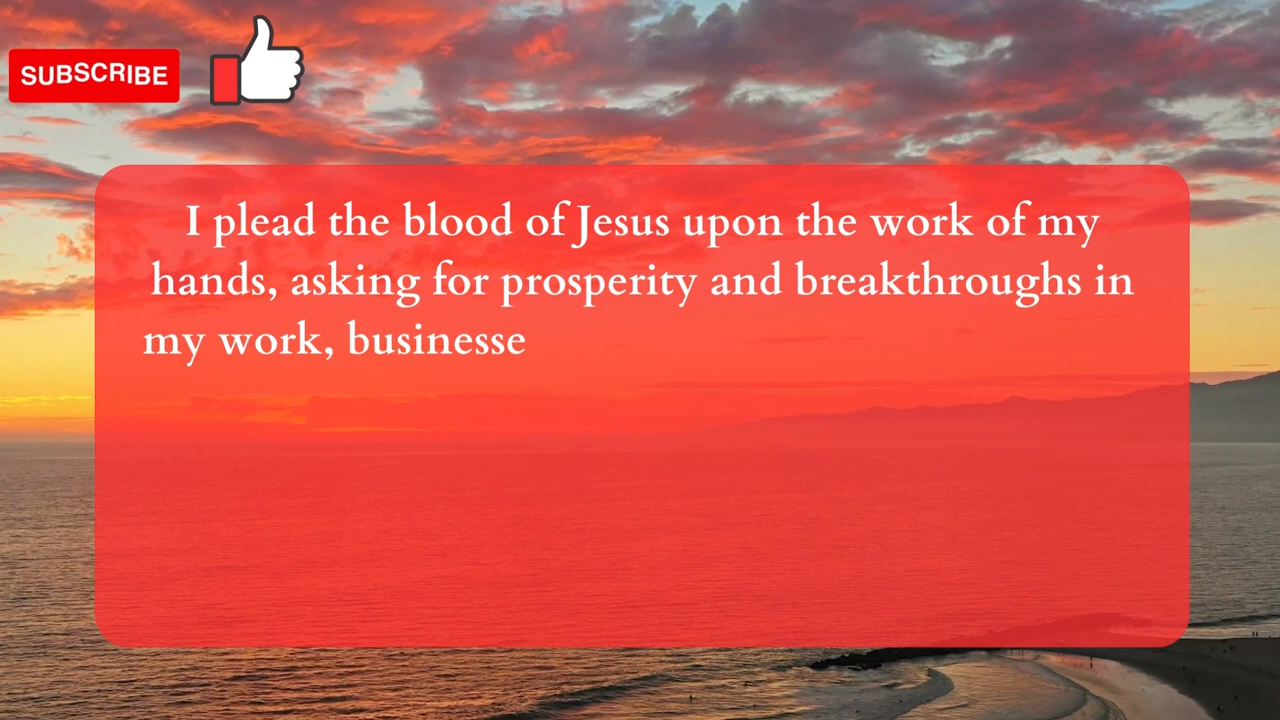 SUBSCRIBE
I plead the blood of Jesus upon the work of my
hands, asking for prosperity and breakthroughs in
my work, businesse